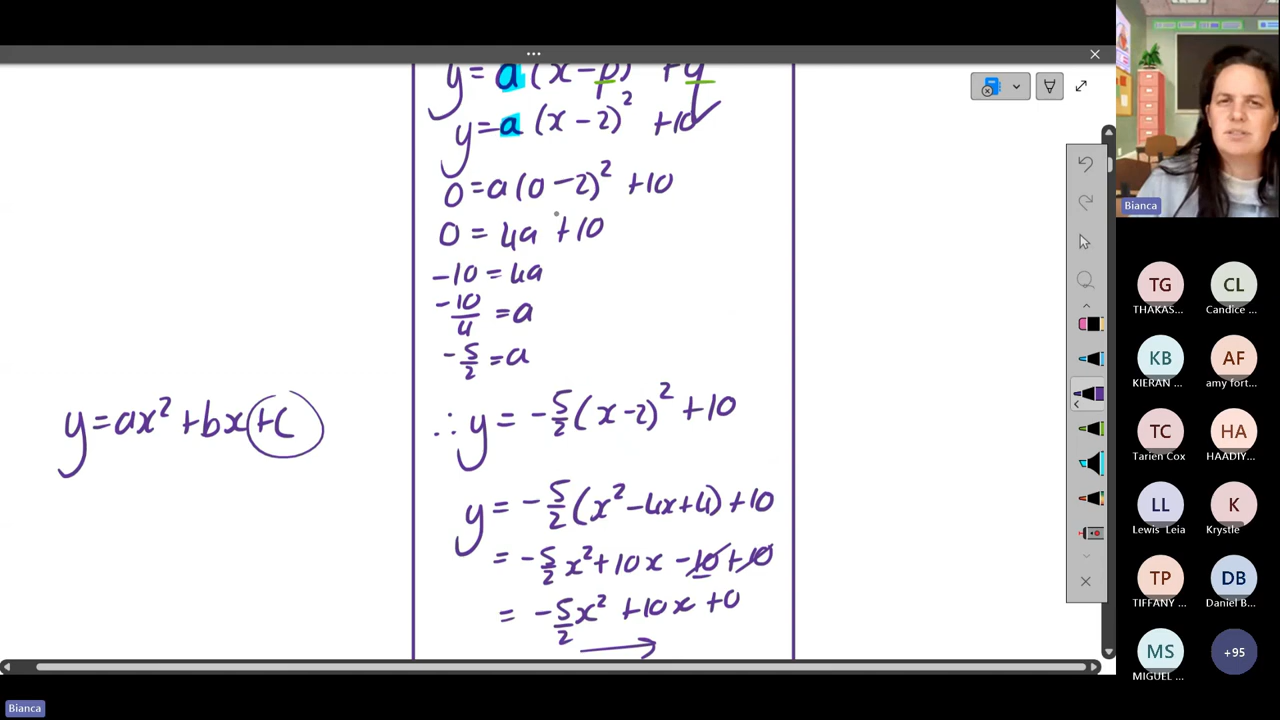 y = a(x - p)² + q
y = a(x - 2)² + 10
0 = a(0 - 2)² + 10
0 = 4a + 10
-10 = 4a
-10/4 = a
-5/2 = a
y = ax² + bx + c
∴ y = -5/2(x - 2)² + 10
y = -5/2(x² - 4x + 4) + 10
= -5/2x² + 10x - 10 + 10
= -5/2x² + 10x + 0
Bianca
TG
THAKAS...
CL
Candice ...
KB
KIERAN ...
AF
amy fort...
TC
Tarien Cox
HA
HAADIY...
LL
Lewis Leia
K
Krystle
TP
TIFFANY ...
DB
Daniel B...
MS
MIGUEL ...
+95
Bianca